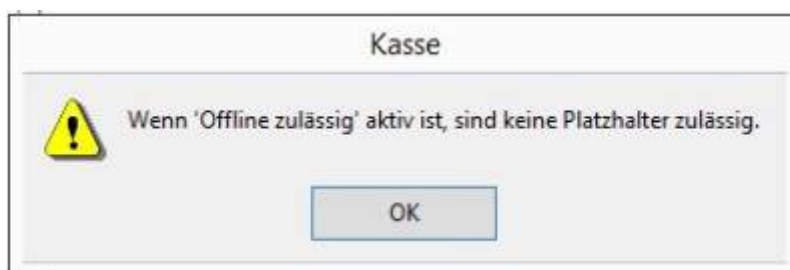 Kasse
Wenn 'Offline zulässig' aktiv ist, sind keine Platzhalter zulässig.
OK